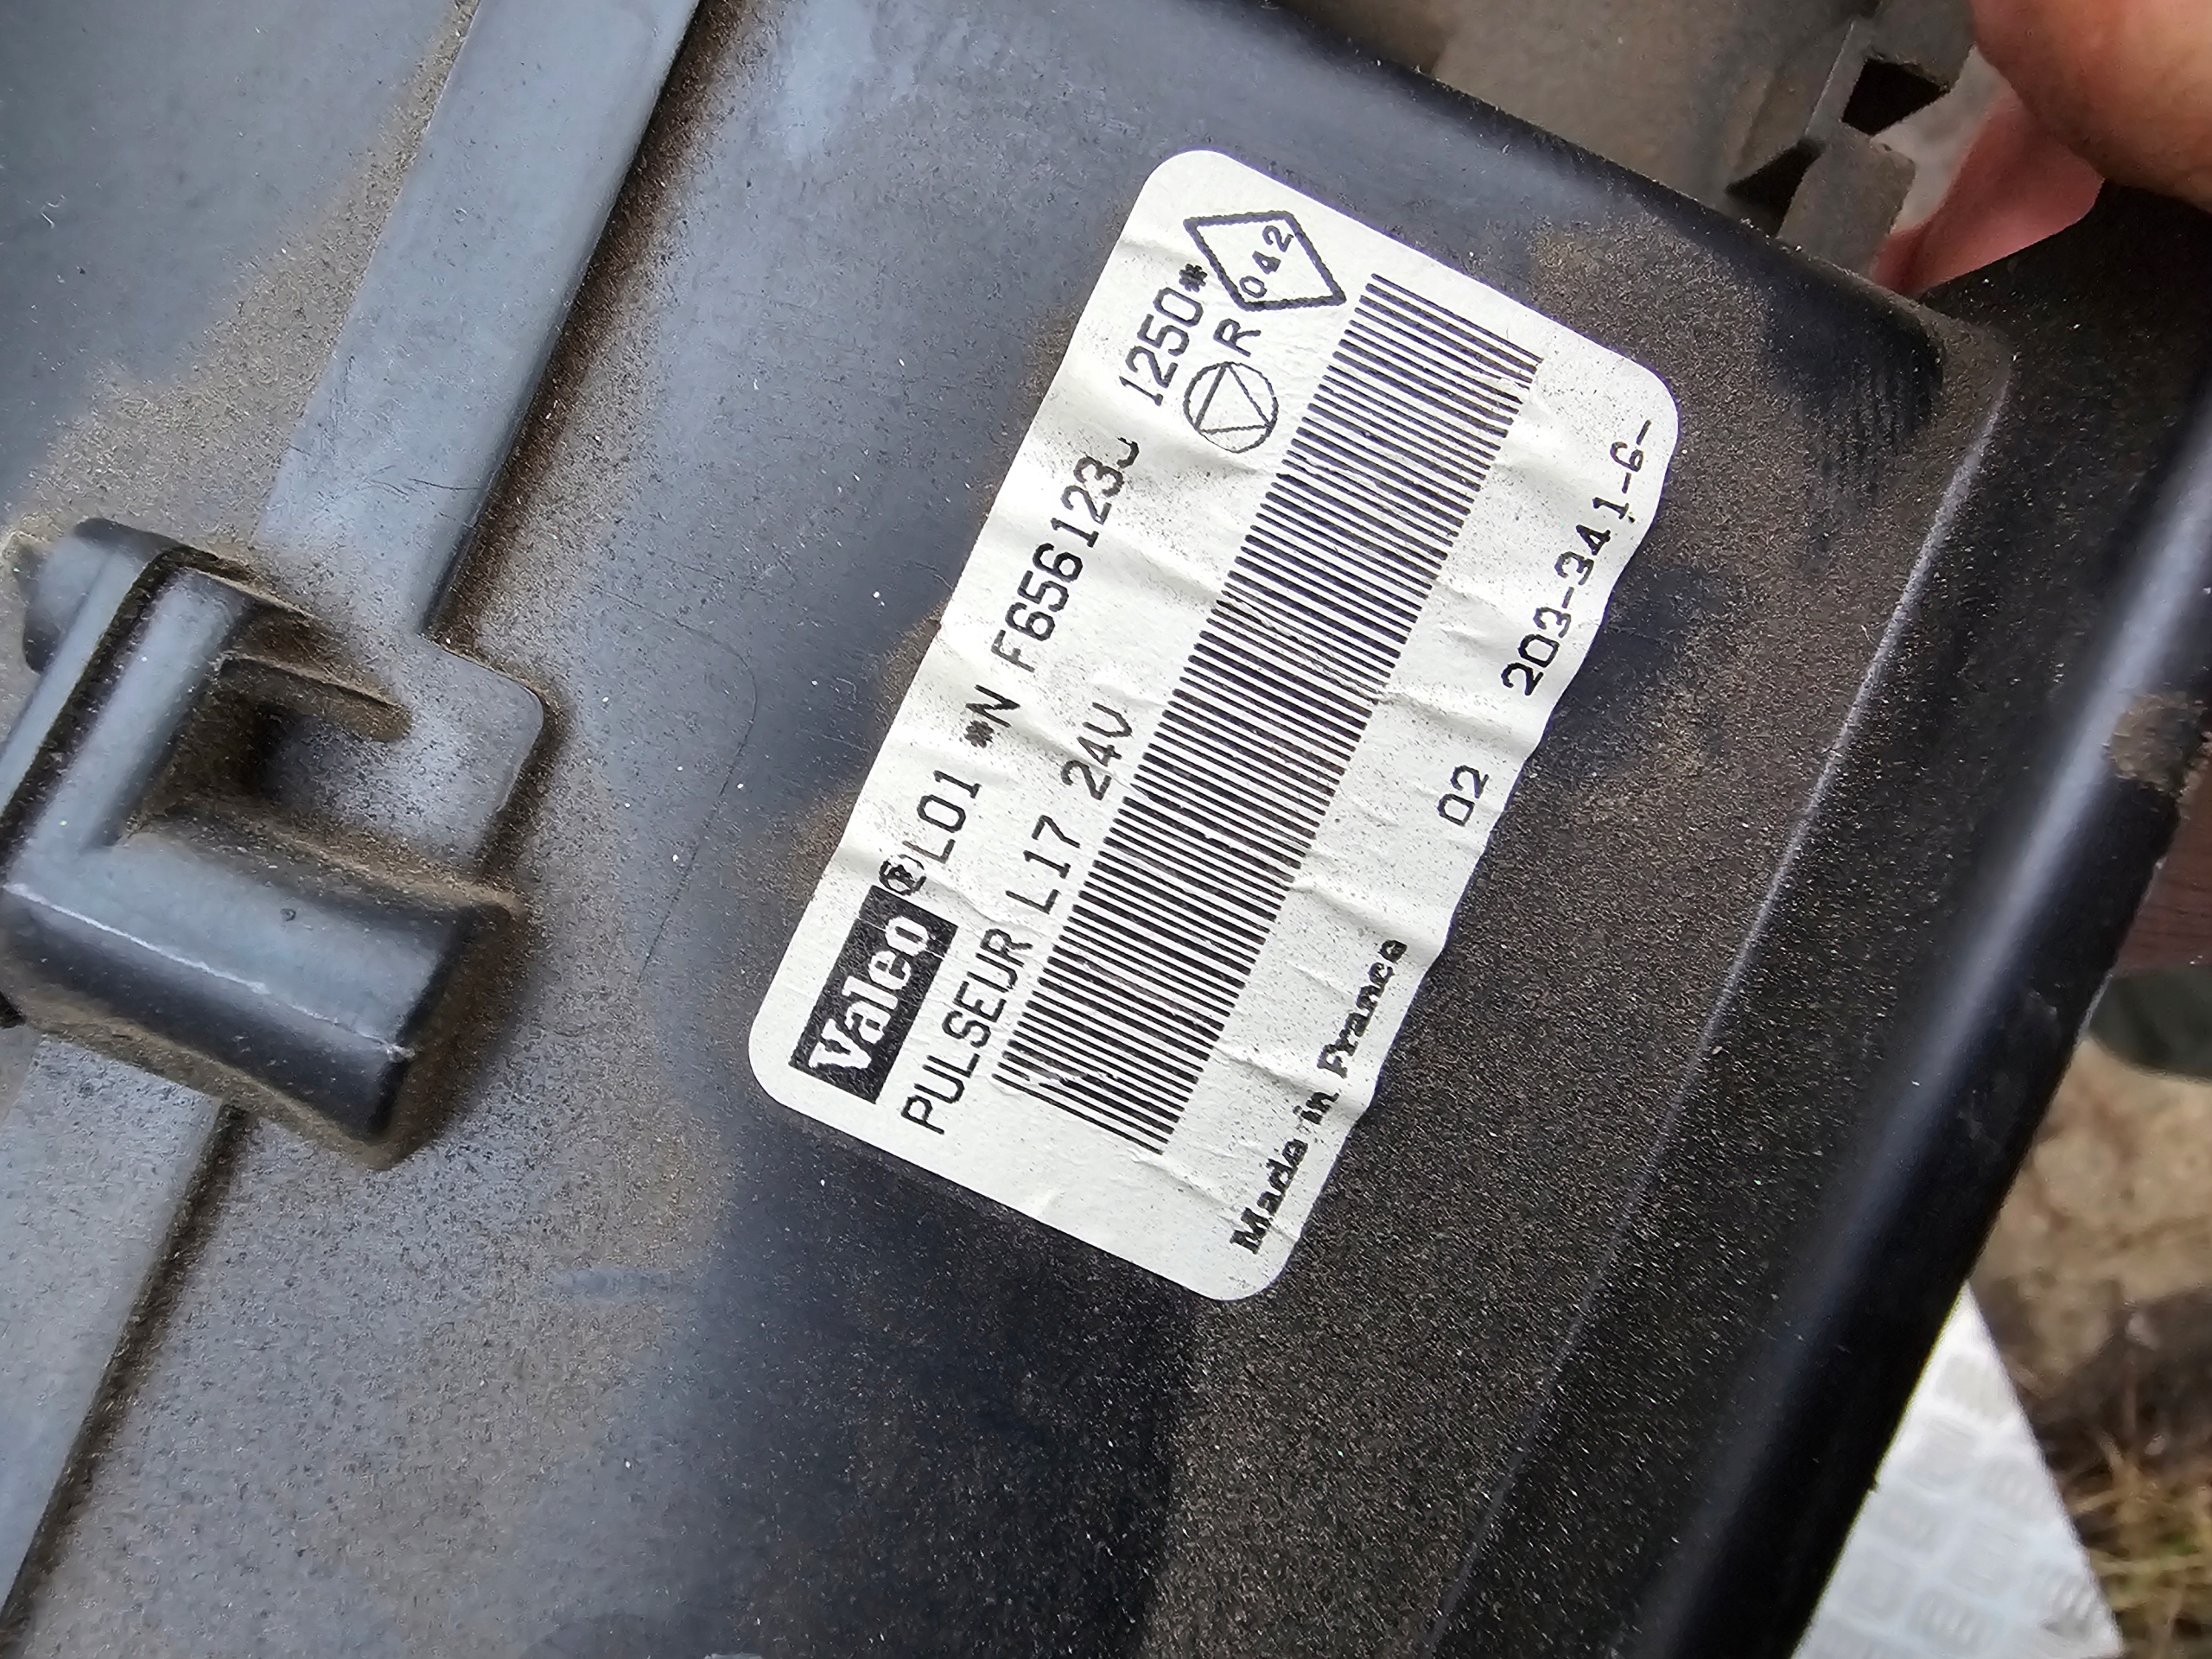 Valeo® L01 *N F656123J 1250*
PULSEUR L17 24V R 042
02 203-341-6-
Made in France